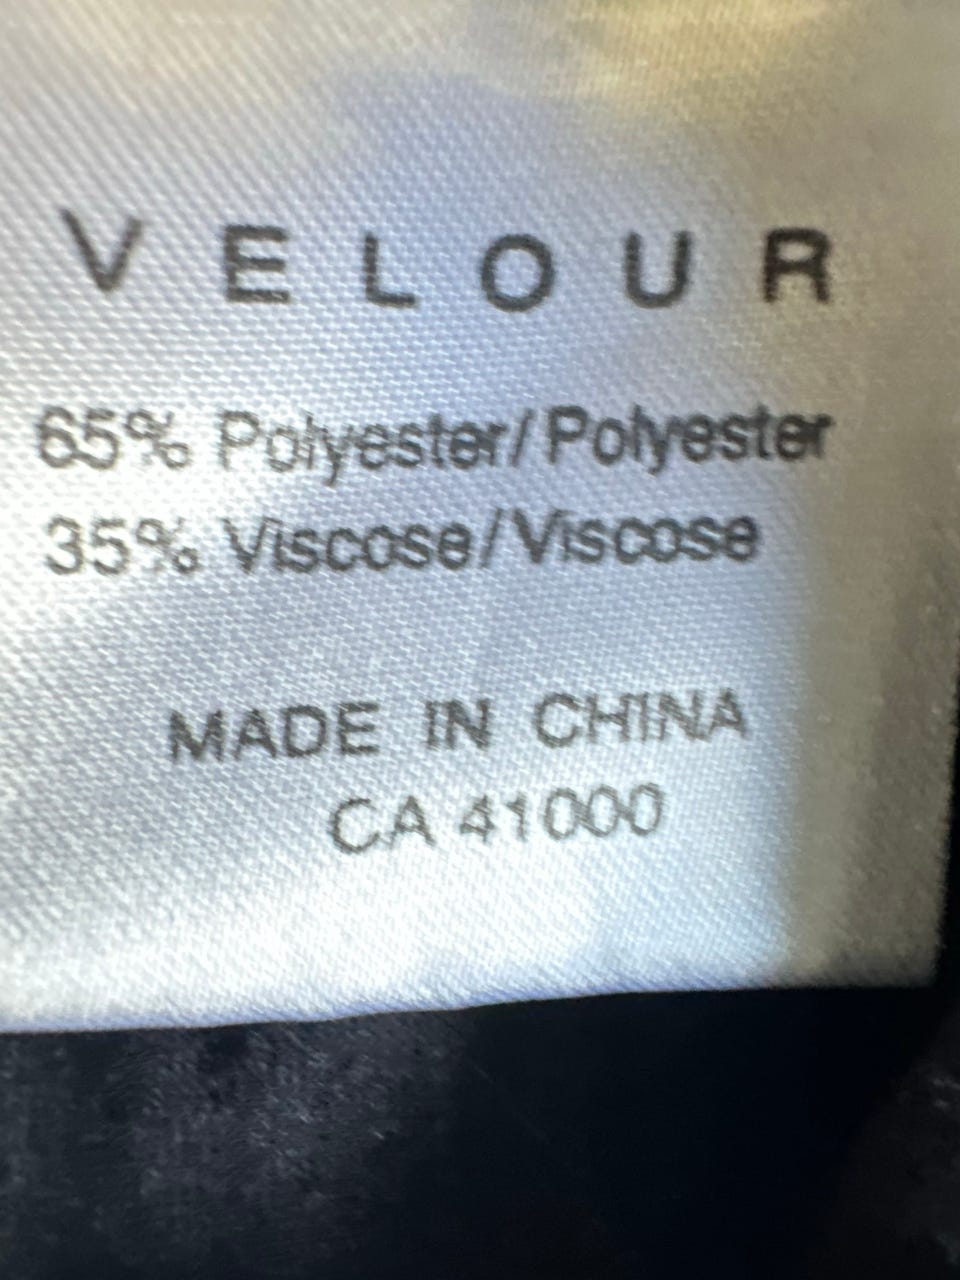 VELOUR
65% Polyester/Polyester
35% Viscose/Viscose
MADE IN CHINA
CA 41000